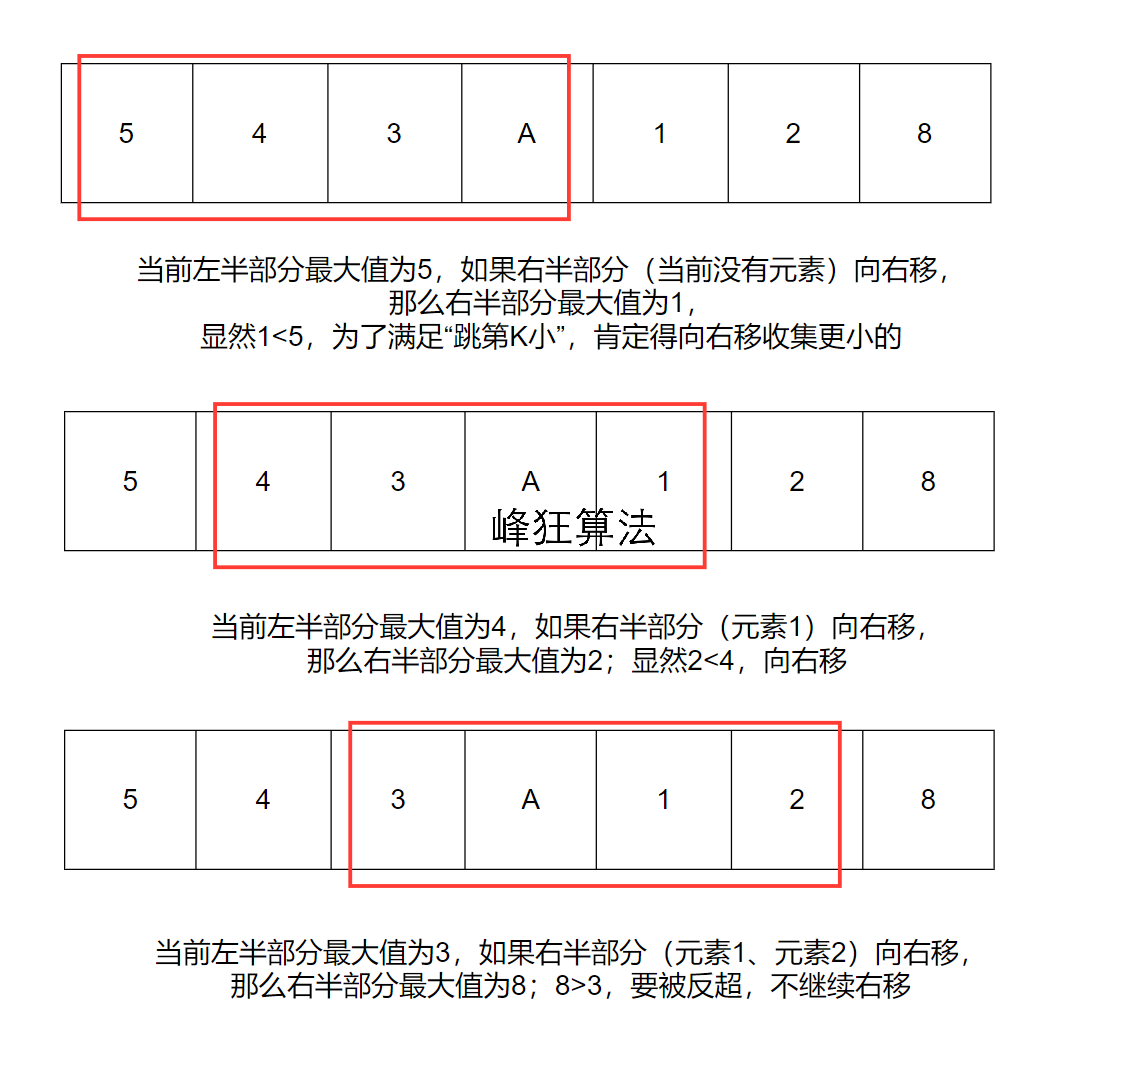 5 4 3 A 1 2 8
当前左半部分最大值为5，如果右半部分（当前没有元素）向右移，
那么右半部分最大值为1，
显然1<5，为了满足“跳第K小”，肯定得向右移收集更小的
5 4 3 A 1 2 8
峰狂算法
当前左半部分最大值为4，如果右半部分（元素1）向右移，
那么右半部分最大值为2；显然2<4，向右移
5 4 3 A 1 2 8
当前左半部分最大值为3，如果右半部分（元素1、元素2）向右移，
那么右半部分最大值为8；8>3，要被反超，不继续右移